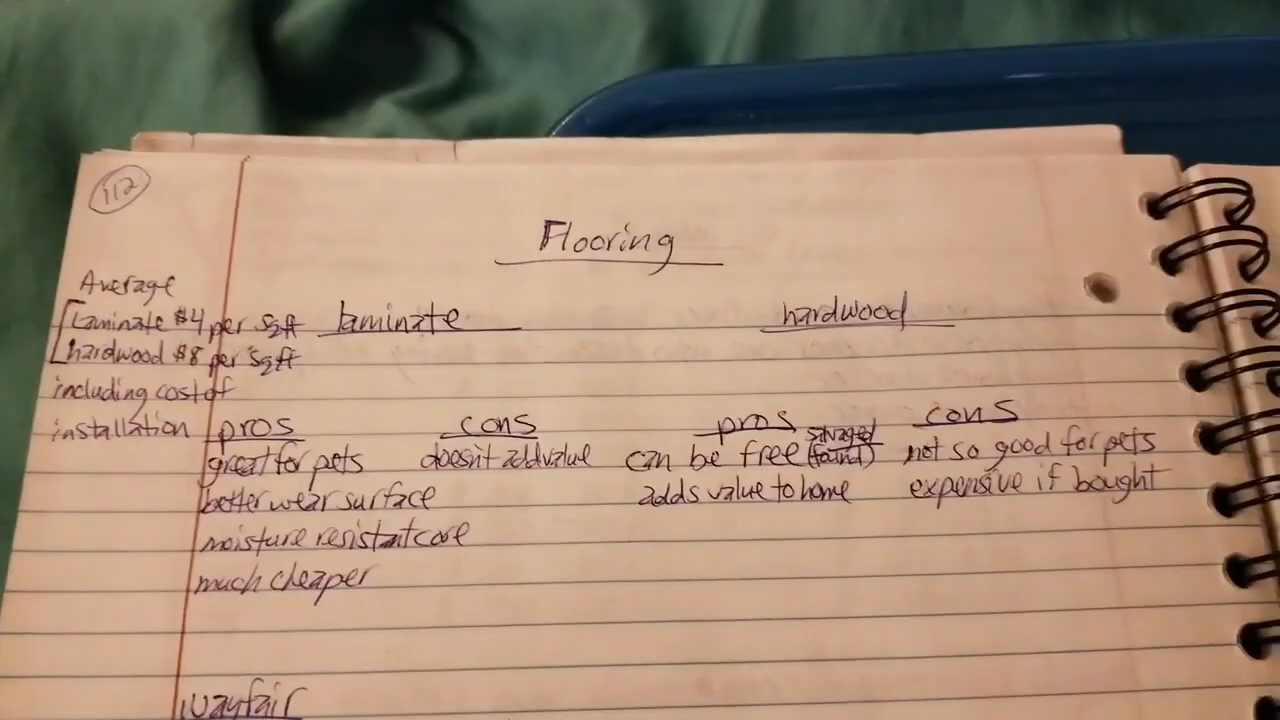 112
Flooring
Average
Laminate $4 per sqft
hardwood $8 per sqft
including cost of
installation
laminate
pros
great for pets
better wear surface
moisture resistant core
much cheaper
cons
doesn't add value
hardwood
pros
can be free (found) salvaged
adds value to home
cons
not so good for pets
expensive if bought
Wayfair